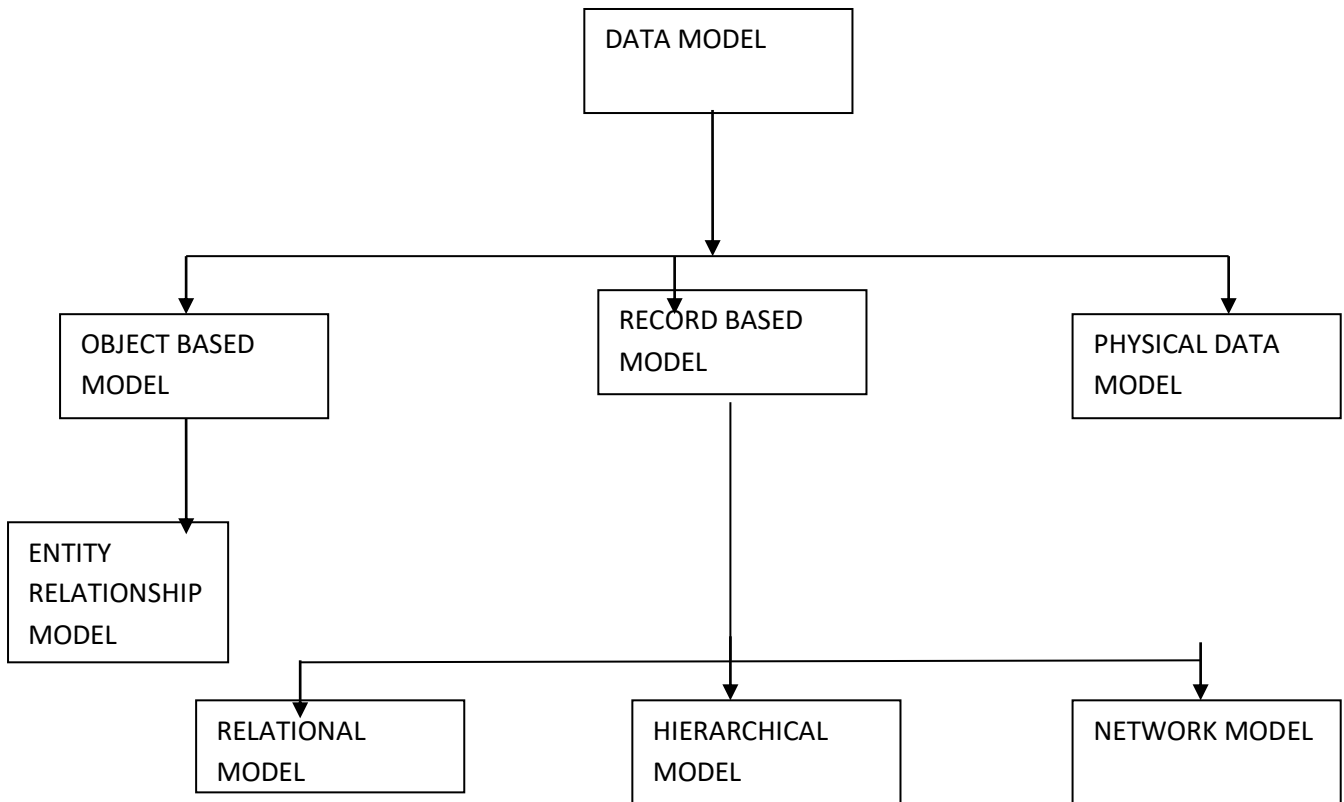 DATA MODEL
OBJECT BASED
MODEL
RECORD BASED
MODEL
PHYSICAL DATA
MODEL
ENTITY
RELATIONSHIP
MODEL
RELATIONAL
MODEL
HIERARCHICAL
MODEL
NETWORK MODEL